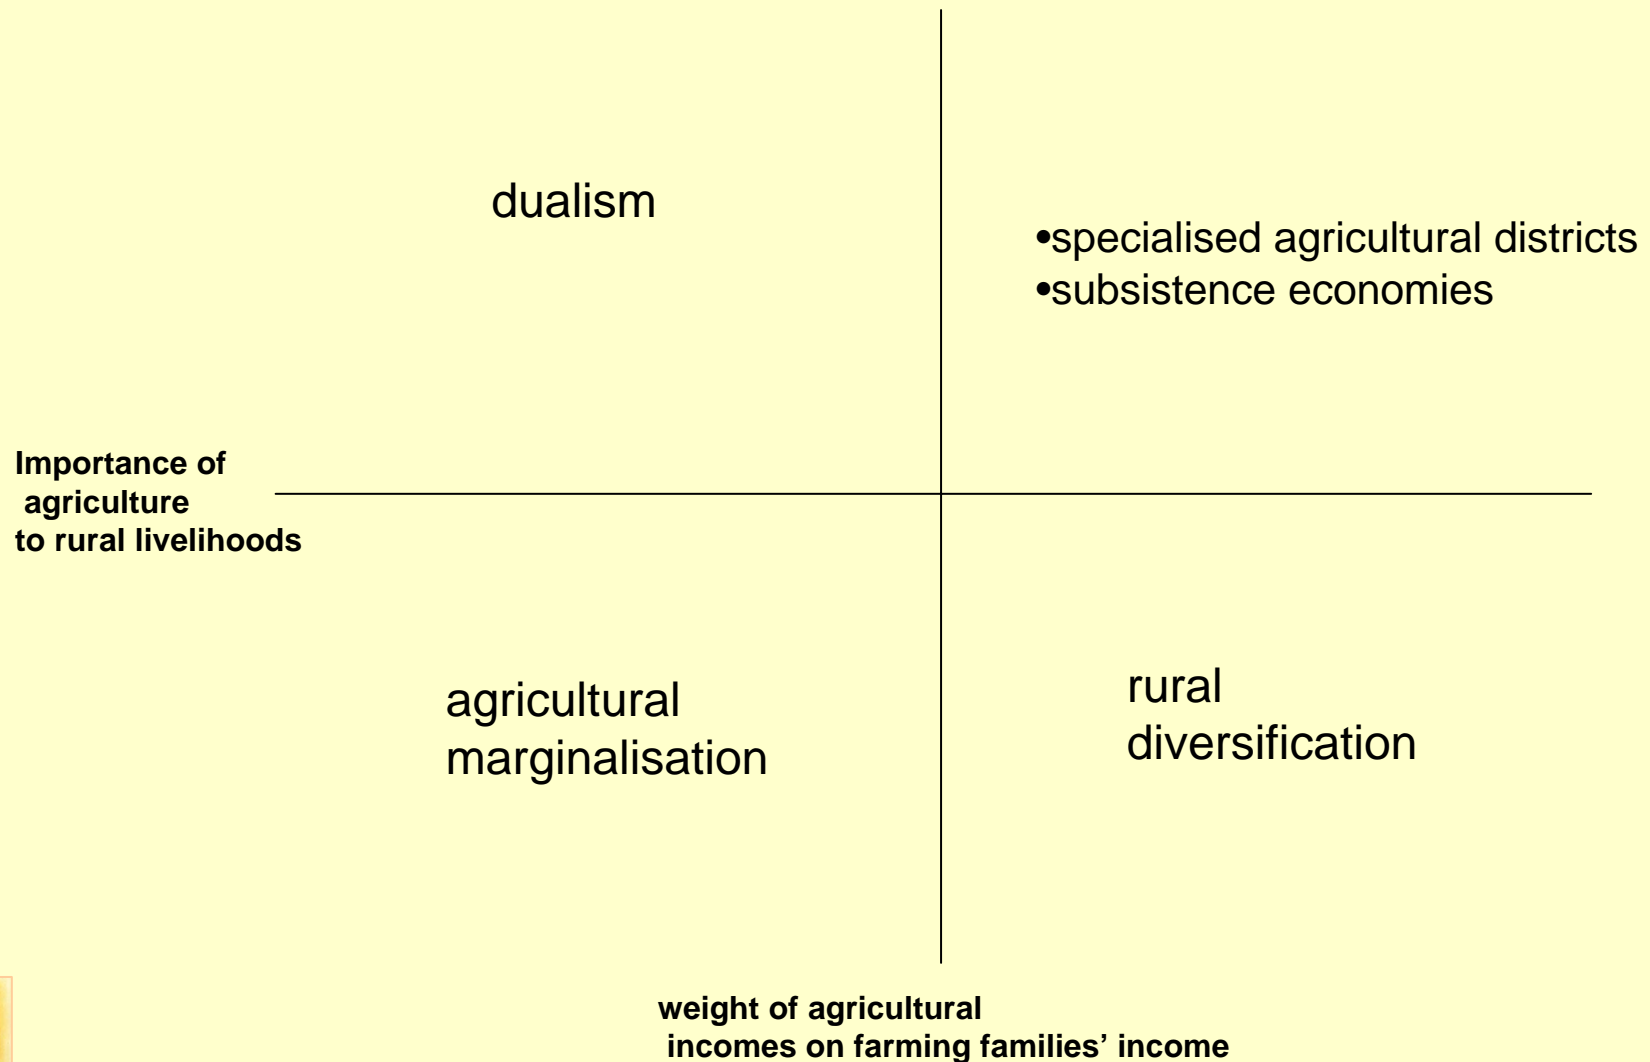 dualism
•specialised agricultural districts
•subsistence economies
Importance of
agriculture
to rural livelihoods
agricultural
marginalisation
rural
diversification
weight of agricultural
incomes on farming families’ income